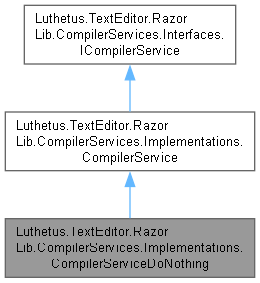 Luthetus.TextEditor.Razor
Lib.CompilerServices.Interfaces.
ICompilerService
Luthetus.TextEditor.Razor
Lib.CompilerServices.Implementations.
CompilerService
Luthetus.TextEditor.Razor
Lib.CompilerServices.Implementations.
CompilerServiceDoNothing